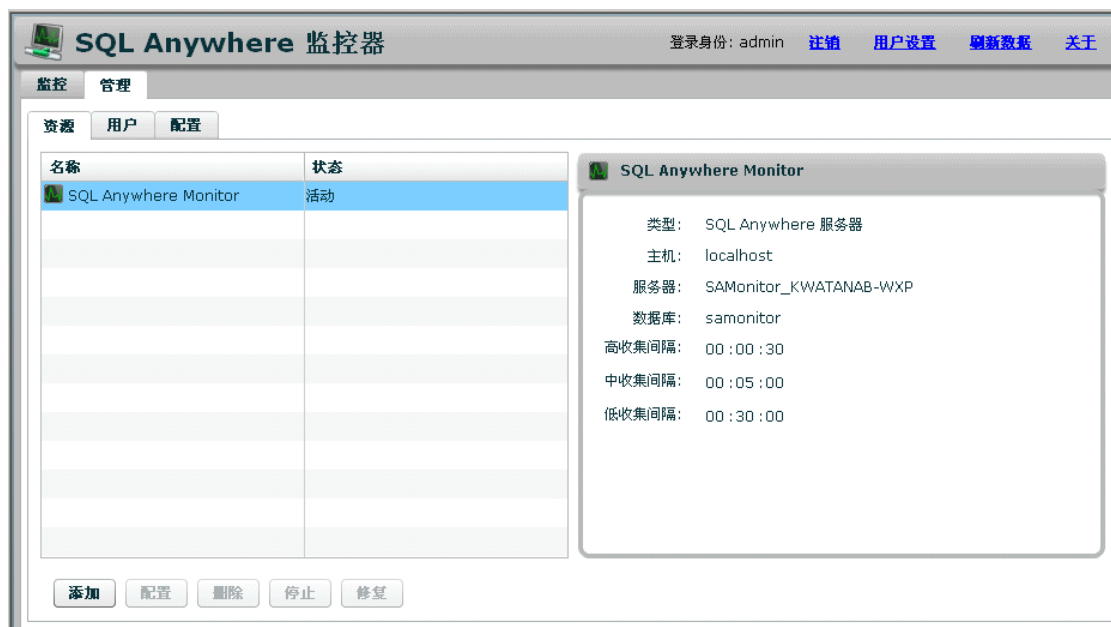 SQL Anywhere 监控器
登录身份: admin 注销 用户设置 刷新数据 关于
监控 管理
资源 用户 配置
名称 状态
SQL Anywhere Monitor 活动
SQL Anywhere Monitor
类型: SQL Anywhere 服务器
主机: localhost
服务器: SAMonitor_KWATANAB-WXP
数据库: samonitor
高收集间隔: 00:00:30
中收集间隔: 00:05:00
低收集间隔: 00:30:00
添加 配置 删除 停止 修复